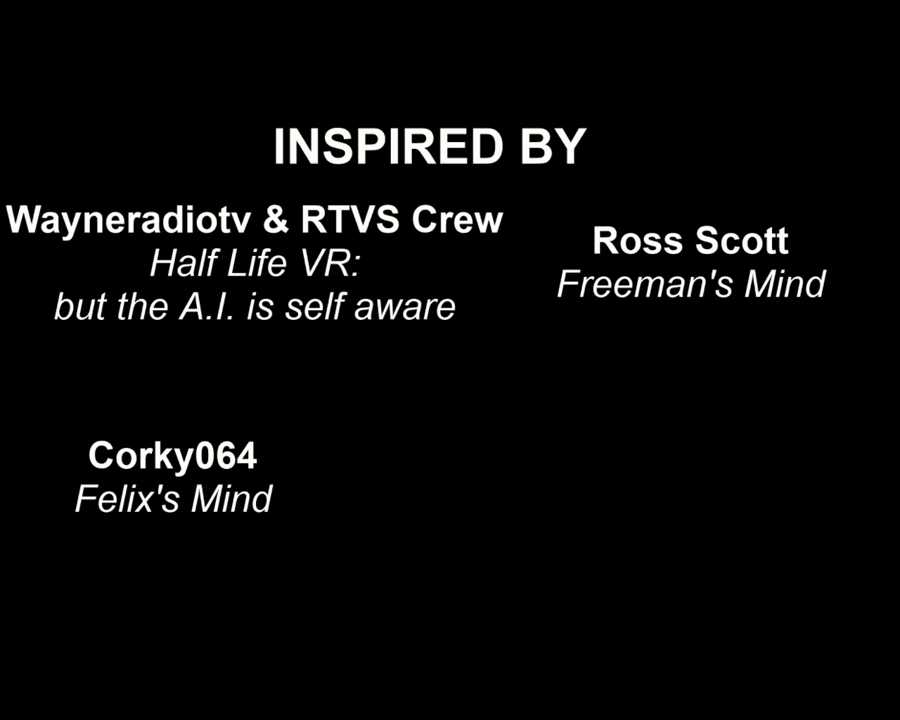 INSPIRED BY
Wayneradiotv & RTVS Crew
Half Life VR:
but the A.I. is self aware
Ross Scott
Freeman's Mind
Corky064
Felix's Mind